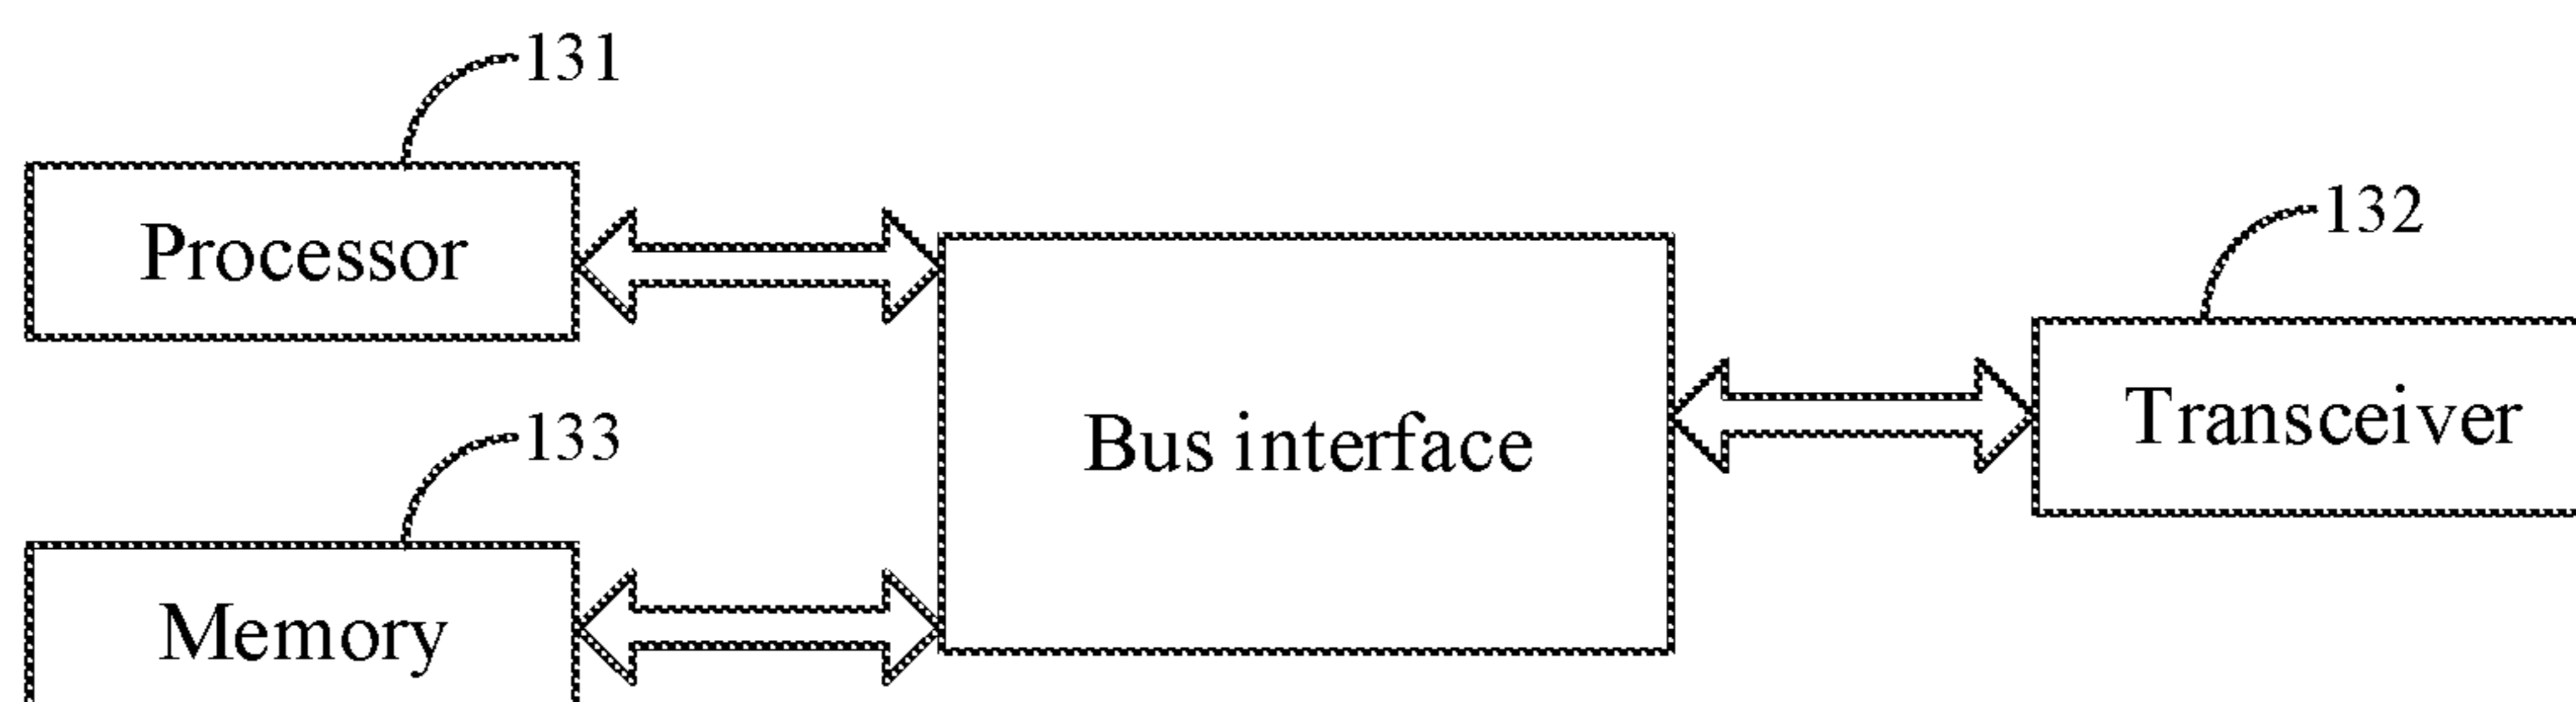 131
Processor
132
Transceiver
Bus interface
133
Memory